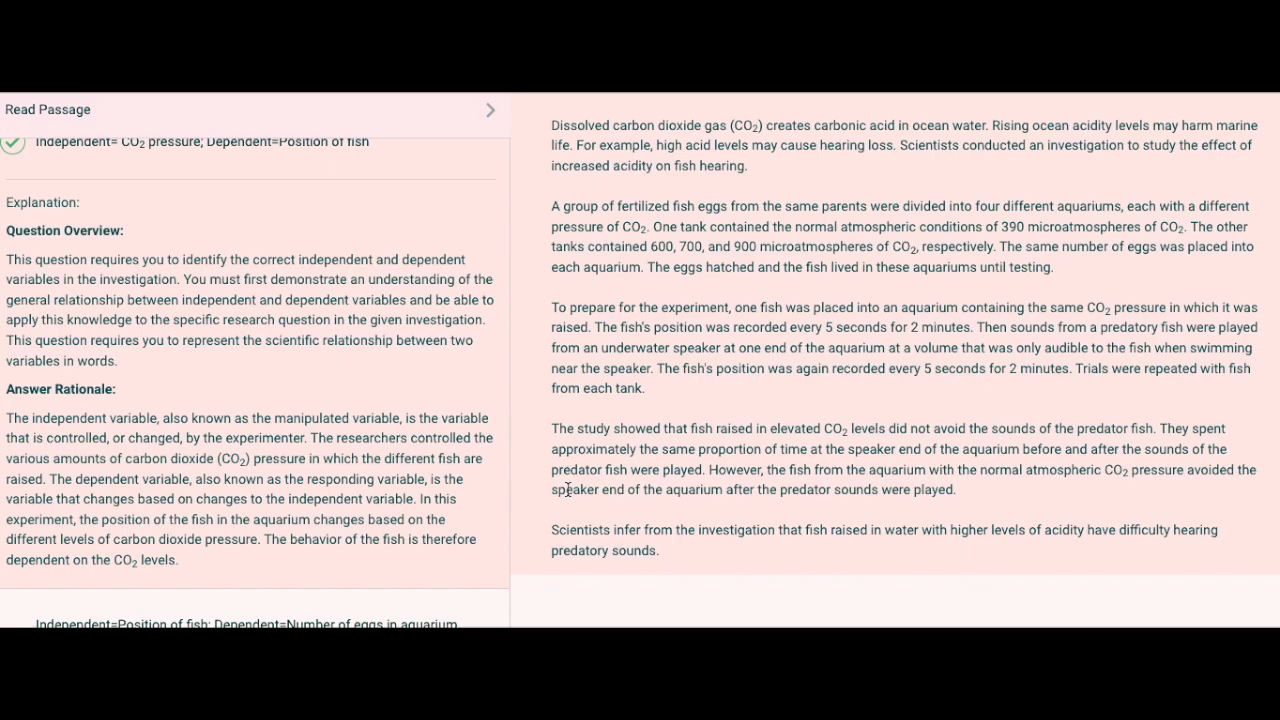 Read Passage
Independent= CO₂ pressure; Dependent=Position of fish
Explanation:
Question Overview:
This question requires you to identify the correct independent and dependent
variables in the investigation. You must first demonstrate an understanding of the
general relationship between independent and dependent variables and be able to
apply this knowledge to the specific research question in the given investigation.
This question requires you to represent the scientific relationship between two
variables in words.
Answer Rationale:
The independent variable, also known as the manipulated variable, is the variable
that is controlled, or changed, by the experimenter. The researchers controlled the
various amounts of carbon dioxide (CO₂) pressure in which the different fish are
raised. The dependent variable, also known as the responding variable, is the
variable that changes based on changes to the independent variable. In this
experiment, the position of the fish in the aquarium changes based on the
different levels of carbon dioxide pressure. The behavior of the fish is therefore
dependent on the CO₂ levels.
Independent=Position of fish; Dependent=Number of eggs in aquarium
Dissolved carbon dioxide gas (CO₂) creates carbonic acid in ocean water. Rising ocean acidity levels may harm marine
life. For example, high acid levels may cause hearing loss. Scientists conducted an investigation to study the effect of
increased acidity on fish hearing.
A group of fertilized fish eggs from the same parents were divided into four different aquariums, each with a different
pressure of CO₂. One tank contained the normal atmospheric conditions of 390 microatmospheres of CO₂. The other
tanks contained 600, 700, and 900 microatmospheres of CO₂, respectively. The same number of eggs was placed into
each aquarium. The eggs hatched and the fish lived in these aquariums until testing.
To prepare for the experiment, one fish was placed into an aquarium containing the same CO₂ pressure in which it was
raised. The fish's position was recorded every 5 seconds for 2 minutes. Then sounds from a predatory fish were played
from an underwater speaker at one end of the aquarium at a volume that was only audible to the fish when swimming
near the speaker. The fish's position was again recorded every 5 seconds for 2 minutes. Trials were repeated with fish
from each tank.
The study showed that fish raised in elevated CO₂ levels did not avoid the sounds of the predator fish. They spent
approximately the same proportion of time at the speaker end of the aquarium before and after the sounds of the
predator fish were played. However, the fish from the aquarium with the normal atmospheric CO₂ pressure avoided the
speaker end of the aquarium after the predator sounds were played.
Scientists infer from the investigation that fish raised in water with higher levels of acidity have difficulty hearing
predatory sounds.